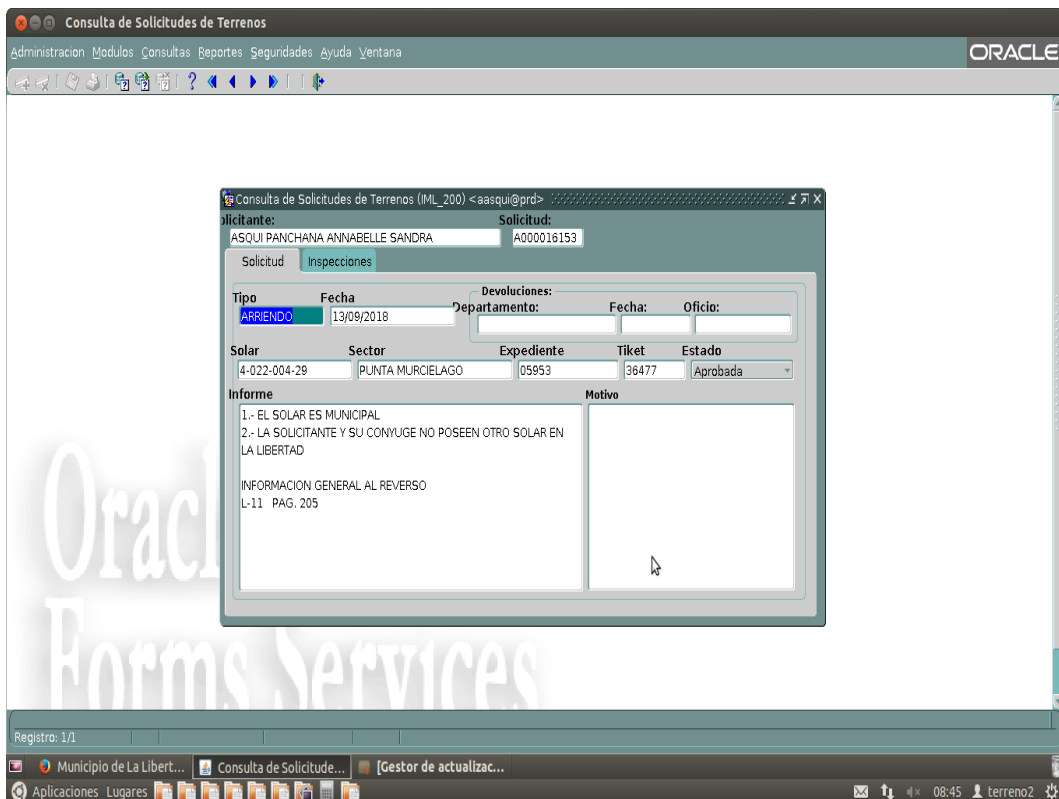 Consulta de Solicitudes de Terrenos
Administracion Modulos Consultas Reportes Seguridades Ayuda Ventana
ORACLE
Consulta de Solicitudes de Terrenos (IML_200) <aasqui@prd>
olicitante: Solicitud:
ASQUI PANCHANA ANNABELLE SANDRA A000016153
Solicitud Inspecciones
Devoluciones:
Tipo Fecha Departamento: Fecha: Oficio:
ARRIENDO 13/09/2018
Solar Sector Expediente Tiket Estado
4-022-004-29 PUNTA MURCIELAGO 05953 36477 Aprobada
Informe Motivo
1.- EL SOLAR ES MUNICIPAL
2.- LA SOLICITANTE Y SU CONYUGE NO POSEEN OTRO SOLAR EN
LA LIBERTAD
INFORMACION GENERAL AL REVERSO
L-11 PAG. 205
Oracl
Forms Services
Registro: 1/1
Municipio de La Libert... Consulta de Solicitude... [Gestor de actualizac...
Aplicaciones Lugares 08:45 terreno2